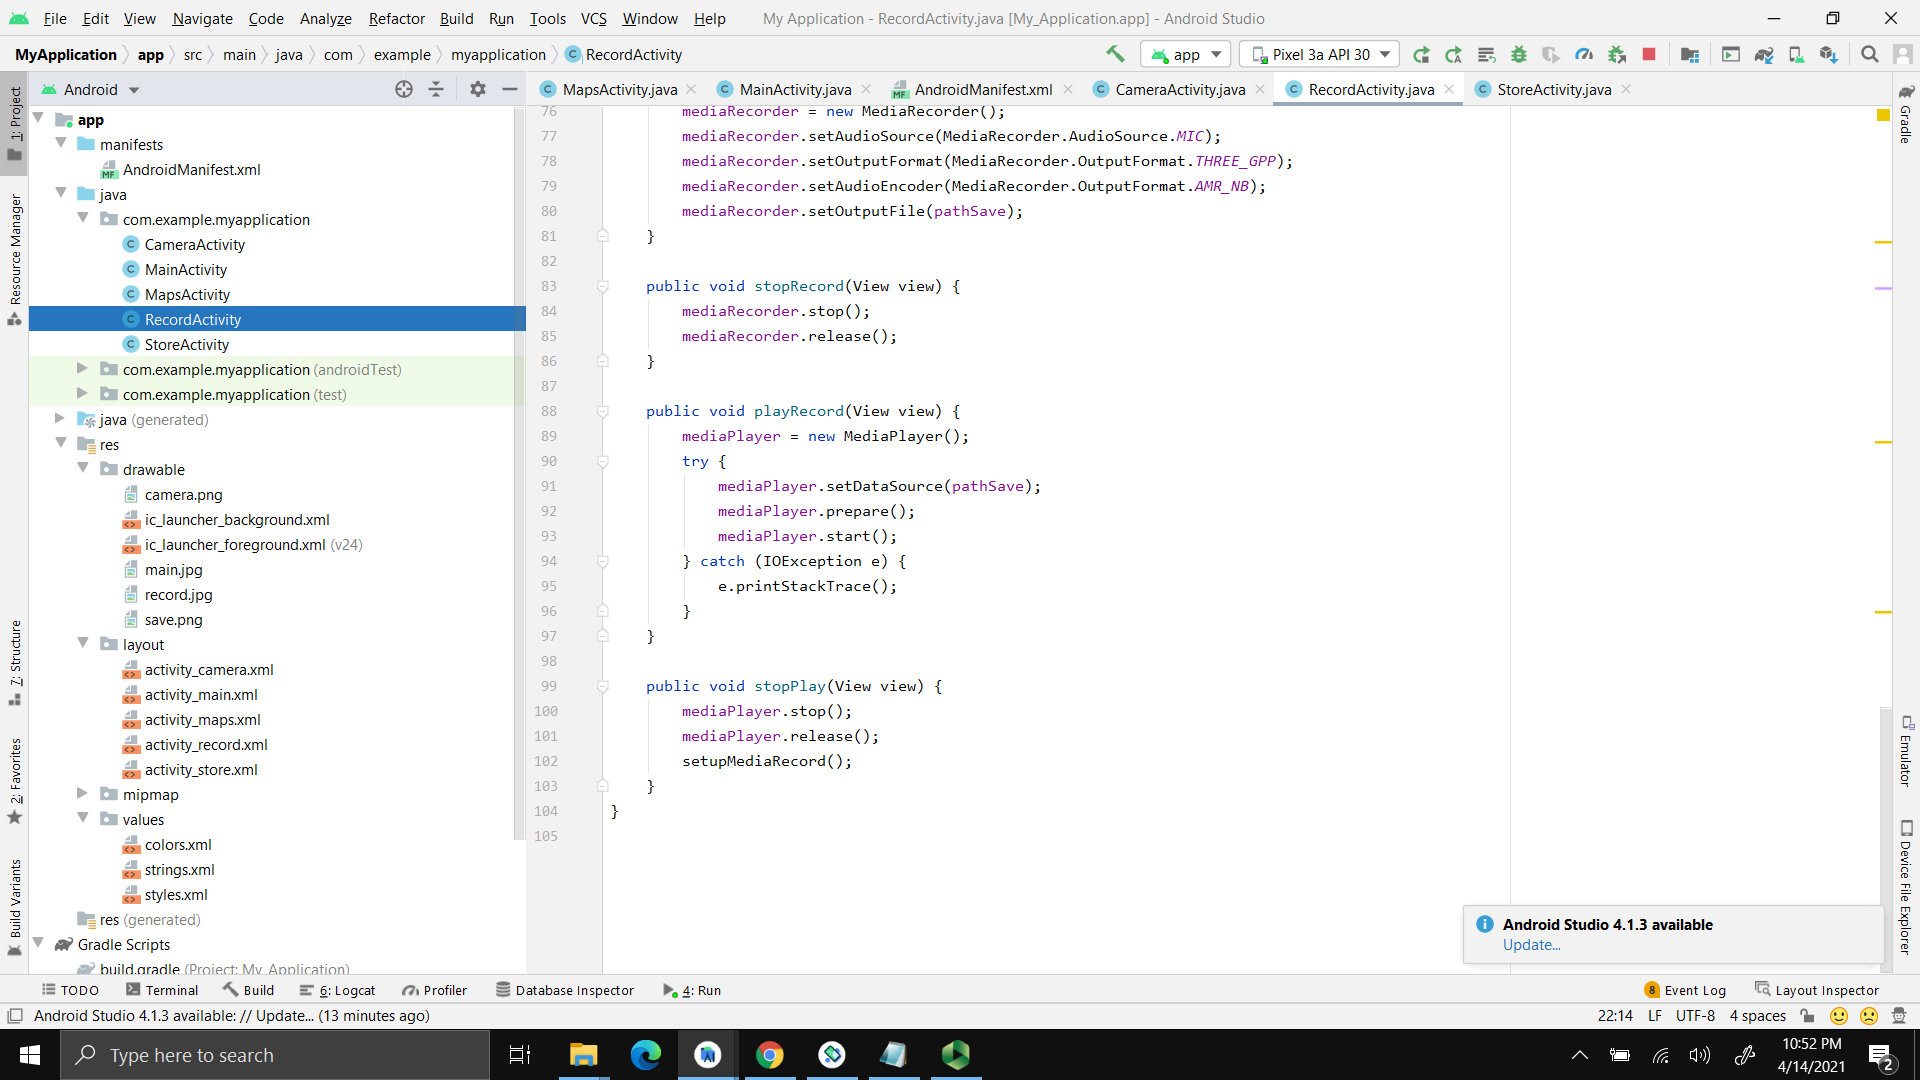 File Edit View Navigate Code Analyze Refactor Build Run Tools VCS Window Help My Application - RecordActivity.java [My_Application.app] - Android Studio
MyApplication app src main java com example myapplication RecordActivity app Pixel 3a API 30
Android
MapsActivity.java MainActivity.java AndroidManifest.xml CameraActivity.java RecordActivity.java StoreActivity.java
1: Project
Resource Manager
7: Structure
2: Favorites
Build Variants
app
manifests
AndroidManifest.xml
java
com.example.myapplication
CameraActivity
MainActivity
MapsActivity
RecordActivity
StoreActivity
com.example.myapplication (androidTest)
com.example.myapplication (test)
java (generated)
res
drawable
camera.png
ic_launcher_background.xml
ic_launcher_foreground.xml (v24)
main.jpg
record.jpg
save.png
layout
activity_camera.xml
activity_main.xml
activity_maps.xml
activity_record.xml
activity_store.xml
mipmap
values
colors.xml
strings.xml
styles.xml
res (generated)
Gradle Scripts
build.gradle (Project: My_Application)
76 mediaRecorder = new MediaRecorder();
77 mediaRecorder.setAudioSource(MediaRecorder.AudioSource.MIC);
78 mediaRecorder.setOutputFormat(MediaRecorder.OutputFormat.THREE_GPP);
79 mediaRecorder.setAudioEncoder(MediaRecorder.OutputFormat.AMR_NB);
80 mediaRecorder.setOutputFile(pathSave);
81 }
82
83 public void stopRecord(View view) {
84 mediaRecorder.stop();
85 mediaRecorder.release();
86 }
87
88 public void playRecord(View view) {
89 mediaPlayer = new MediaPlayer();
90 try {
91 mediaPlayer.setDataSource(pathSave);
92 mediaPlayer.prepare();
93 mediaPlayer.start();
94 } catch (IOException e) {
95 e.printStackTrace();
96 }
97 }
98
99 public void stopPlay(View view) {
100 mediaPlayer.stop();
101 mediaPlayer.release();
102 setupMediaRecord();
103 }
104 }
105
Gradle
Emulator
Device File Explorer
Android Studio 4.1.3 available
Update...
TODO Terminal Build 6: Logcat Profiler Database Inspector 4: Run 8 Event Log Layout Inspector
Android Studio 4.1.3 available: // Update... (13 minutes ago) 22:14 LF UTF-8 4 spaces
Type here to search
10:52 PM
4/14/2021
2